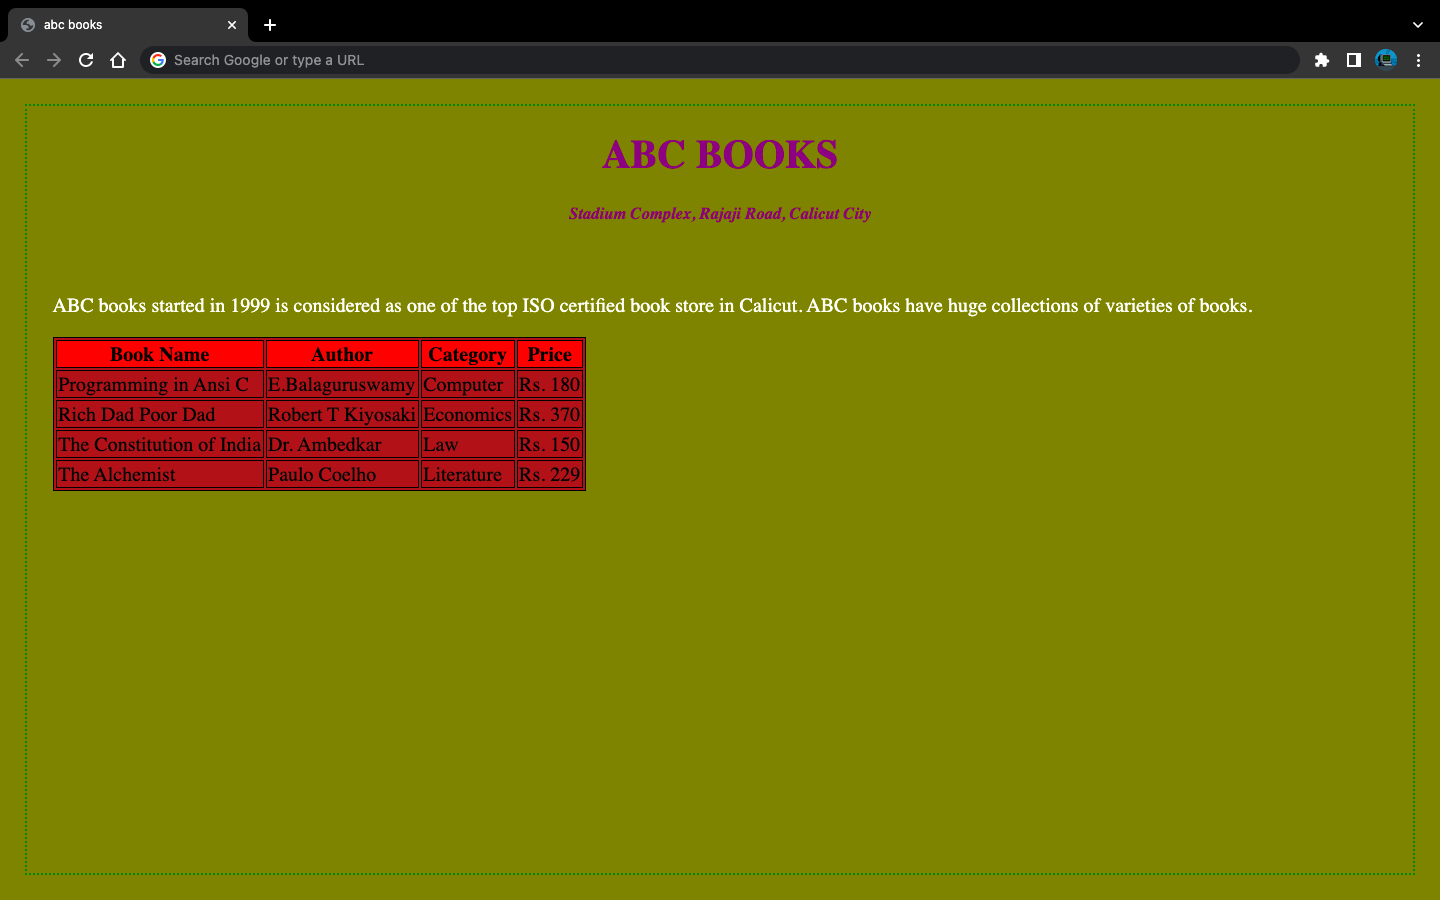 abc books
Search Google or type a URL
ABC BOOKS
Stadium Complex, Rajaji Road, Calicut City
ABC books started in 1999 is considered as one of the top ISO certified book store in Calicut. ABC books have huge collections of varieties of books.
Book Name Author Category Price
Programming in Ansi C E.Balaguruswamy Computer Rs. 180
Rich Dad Poor Dad Robert T Kiyosaki Economics Rs. 370
The Constitution of India Dr. Ambedkar Law Rs. 150
The Alchemist Paulo Coelho Literature Rs. 229